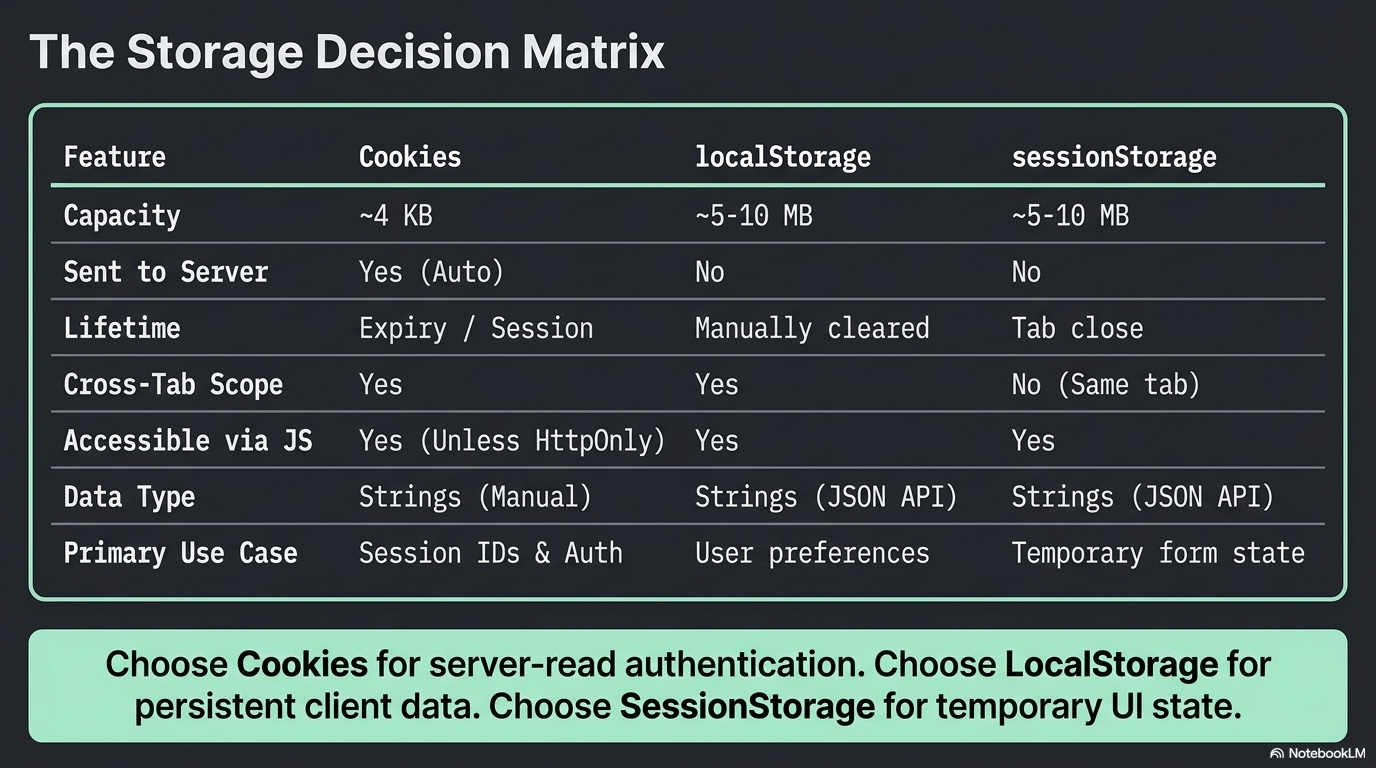 The Storage Decision Matrix
Feature Cookies localStorage sessionStorage
Capacity ~4 KB ~5-10 MB ~5-10 MB
Sent to Server Yes (Auto) No No
Lifetime Expiry / Session Manually cleared Tab close
Cross-Tab Scope Yes Yes No (Same tab)
Accessible via JS Yes (Unless HttpOnly) Yes Yes
Data Type Strings (Manual) Strings (JSON API) Strings (JSON API)
Primary Use Case Session IDs & Auth User preferences Temporary form state
Choose Cookies for server-read authentication. Choose LocalStorage for
persistent client data. Choose SessionStorage for temporary UI state.
NotebookLM